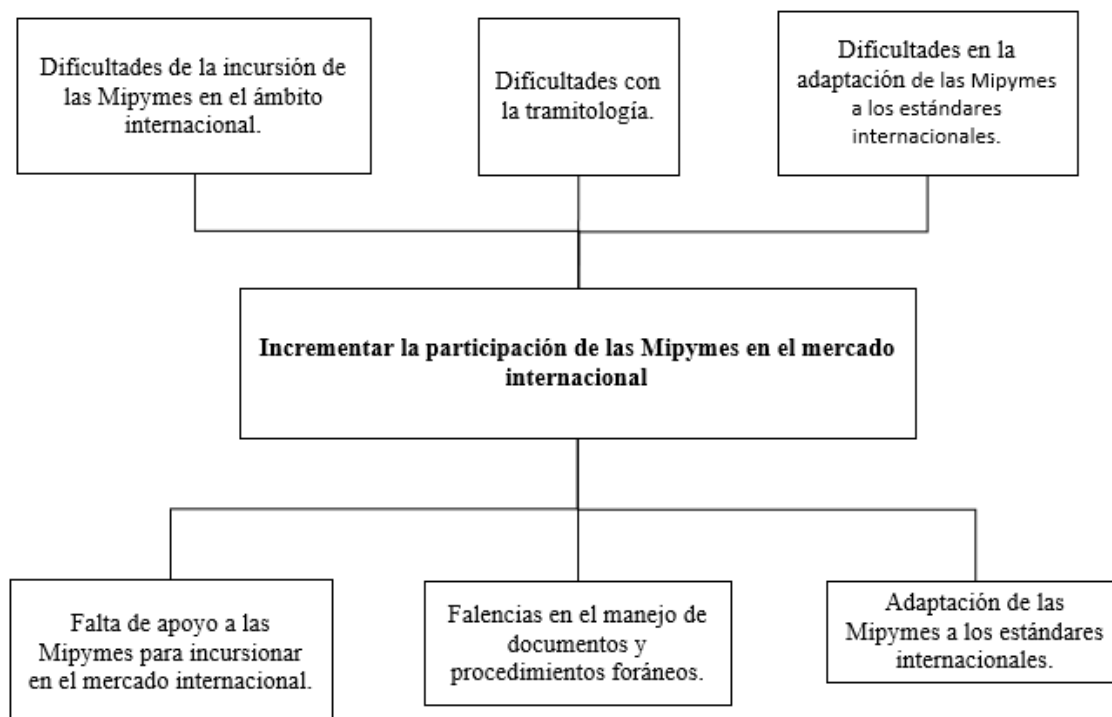 Dificultades de la incursión de
las Mipymes en el ámbito
internacional.
Dificultades con
la tramitología.
Dificultades en la
adaptación de las Mipymes
a los estándares
internacionales.
Incrementar la participación de las Mipymes en el mercado
internacional
Falta de apoyo a las
Mipymes para incursionar
en el mercado internacional.
Falencias en el manejo de
documentos y
procedimientos foráneos.
Adaptación de las
Mipymes a los estándares
internacionales.